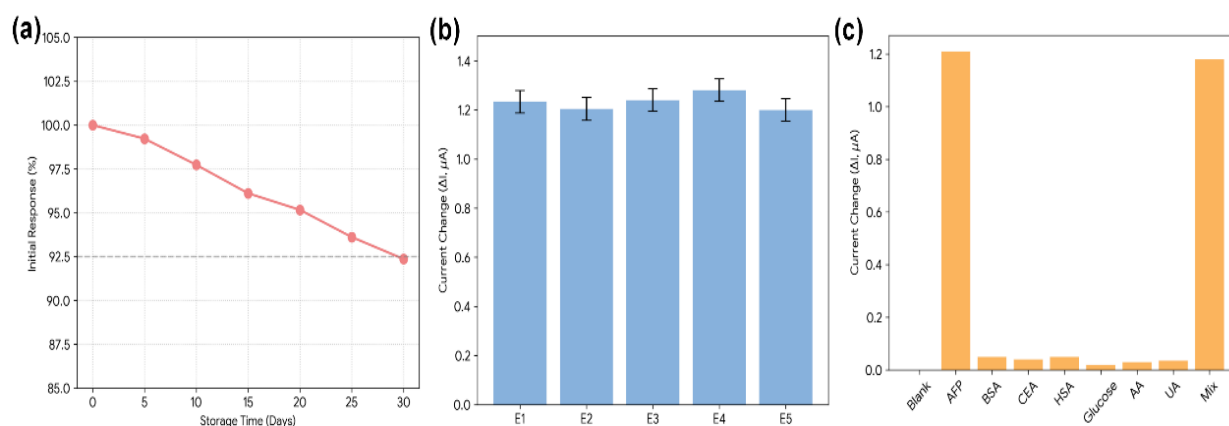 (a)
105.0
102.5
100.0
97.5
95.0
92.5
90.0
87.5
85.0
Initial Response (%)
0 5 10 15 20 25 30
Storage Time (Days)
(b)
1.4
1.2
1.0
0.8
0.6
0.4
0.2
0.0
Current Change (ΔI, μA)
E1 E2 E3 E4 E5
(c)
1.2
1.0
0.8
0.6
0.4
0.2
0.0
Current Change (ΔI, μA)
Blank AFP BSA CEA HSA Glucose AA UA Mix